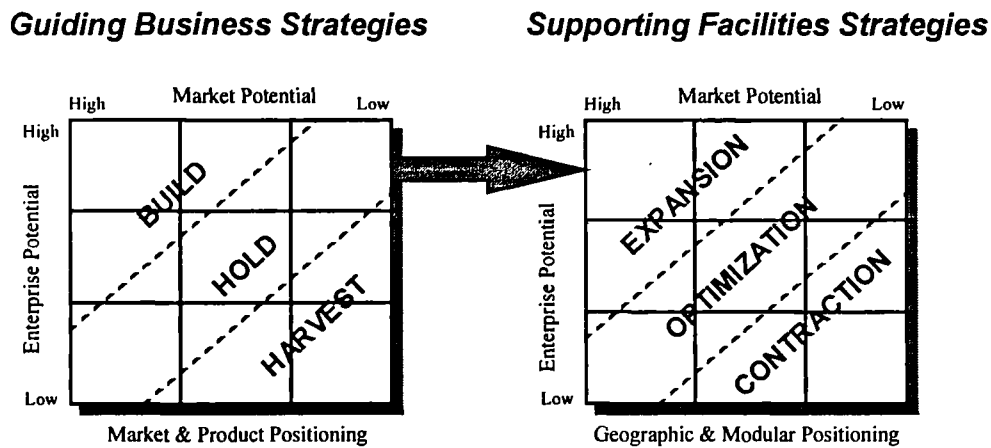 Guiding Business Strategies
Supporting Facilities Strategies
High Market Potential Low
High
BUILD
HOLD
HARVEST
Enterprise Potential
Low
Market & Product Positioning
High Market Potential Low
High
EXPANSION
OPTIMIZATION
CONTRACTION
Enterprise Potential
Low
Geographic & Modular Positioning